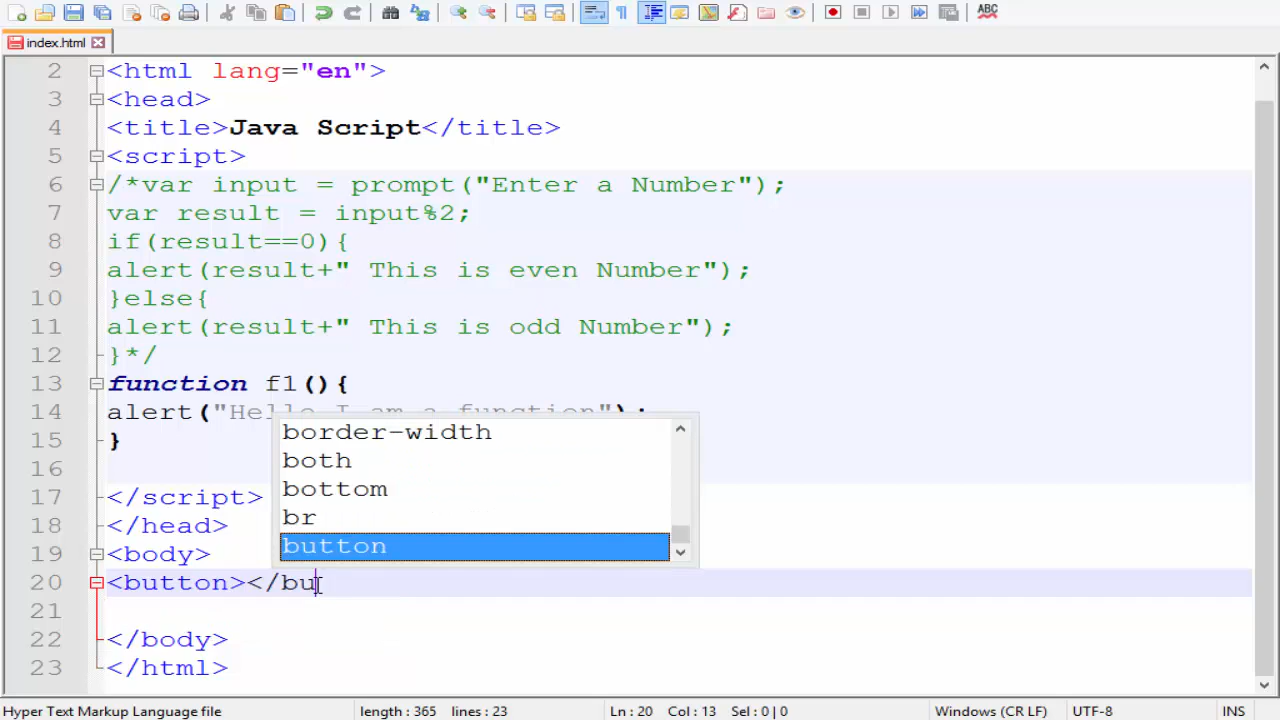 ABC
index.html
2 <html lang="en">
3 <head>
4 <title>Java Script</title>
5 <script>
6 /*var input = prompt("Enter a Number");
7 var result = input%2;
8 if(result==0){
9 alert(result+" This is even Number");
10 }else{
11 alert(result+" This is odd Number");
12 }*/
13 function f1(){
14 alert("Hello I am a function");
15 }
16
17 </script>
18 </head>
19 <body>
20 <button></bu
21
22 </body>
23 </html>
border-width
both
bottom
br
button
Hyper Text Markup Language file length : 365 lines : 23 Ln : 20 Col : 13 Sel : 0 | 0 Windows (CR LF) UTF-8 INS